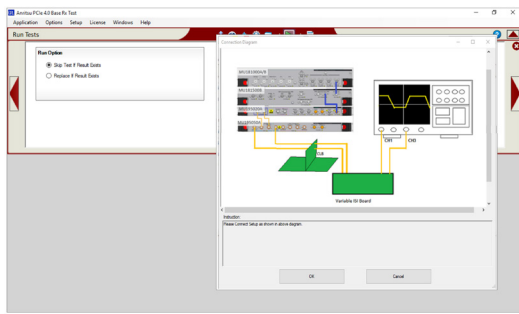 Anritsu PCIe 4.0 Base Rx Test
Application Options Setup License Windows Help
Run Tests
Run Option
Skip Test If Result Exists
Replace If Result Exists
Connection Diagram
CH1 CH3
Variable ISI Board
Instruction:
Please Connect Setup as shown in above diagram.
OK Cancel